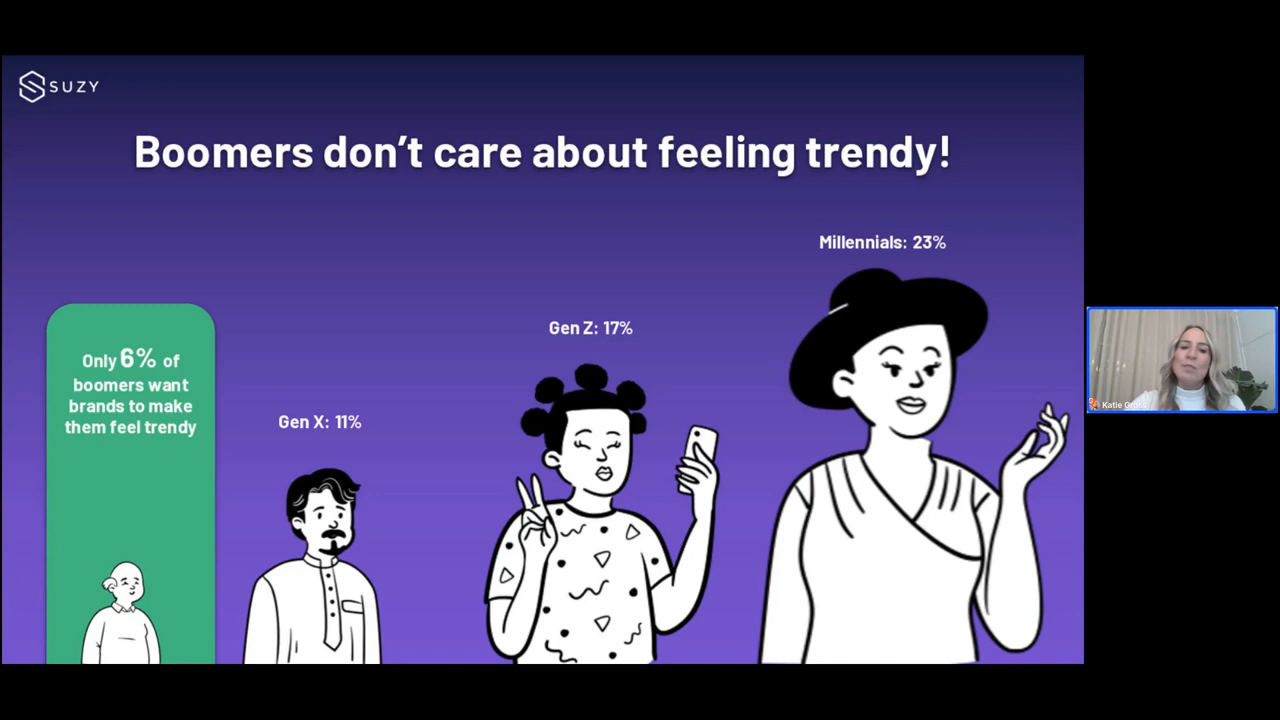 SUZY
Boomers don't care about feeling trendy!
Millennials: 23%
Gen Z: 17%
Only 6% of
boomers want
brands to make
them feel trendy
Gen X: 11%
Katie